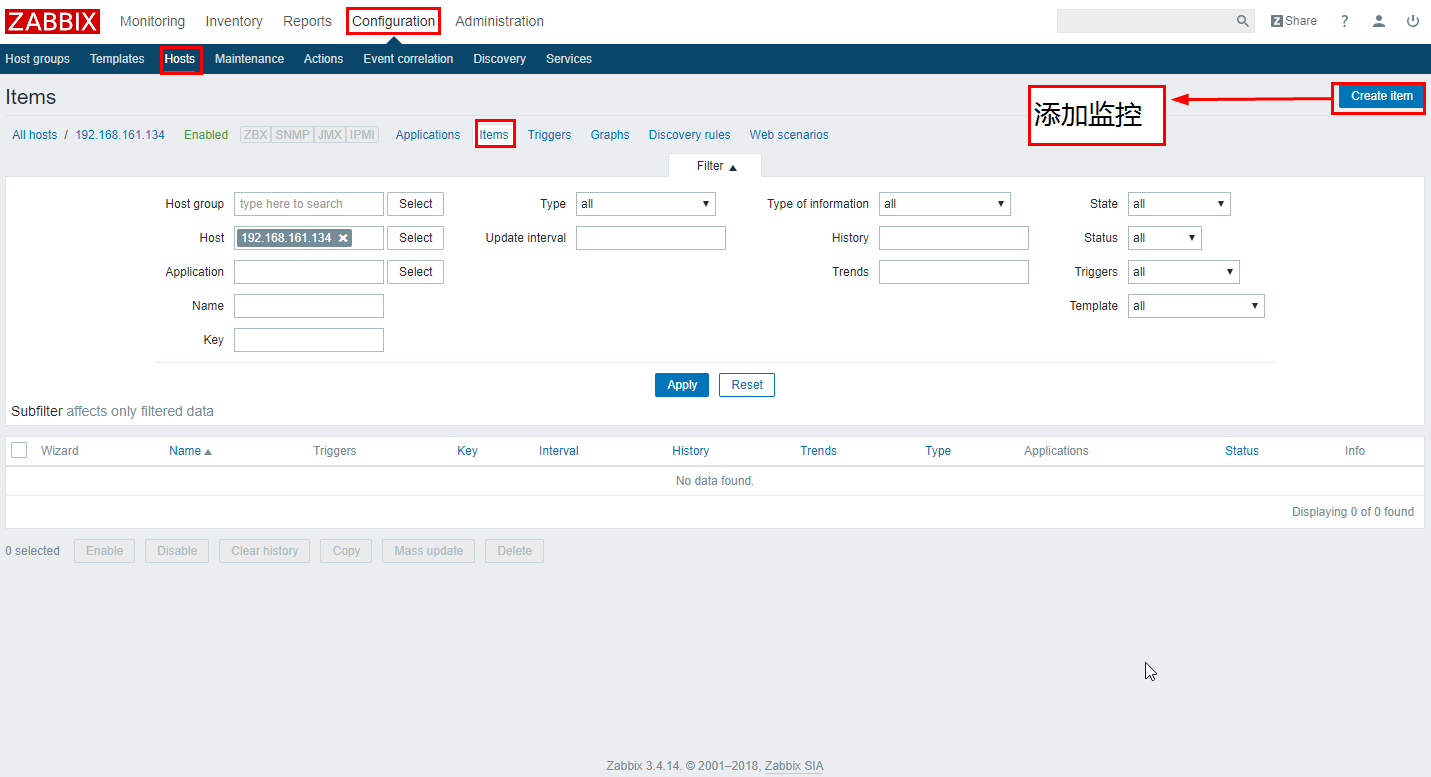 ZABBIX Monitoring Inventory Reports Configuration Administration Z Share ?
Host groups Templates Hosts Maintenance Actions Event correlation Discovery Services
Items
Create item
添加监控
All hosts / 192.168.161.134 Enabled ZBX SNMP JMX IPMI Applications Items Triggers Graphs Discovery rules Web scenarios
Filter ▲
Host group type here to search Select Type all Type of information all State all
Host 192.168.161.134 × Select Update interval History Status all
Application Select Trends Triggers all
Name Template all
Key
Apply Reset
Subfilter affects only filtered data
Wizard Name ▲ Triggers Key Interval History Trends Type Applications Status Info
No data found.
Displaying 0 of 0 found
0 selected Enable Disable Clear history Copy Mass update Delete
Zabbix 3.4.14. © 2001–2018, Zabbix SIA